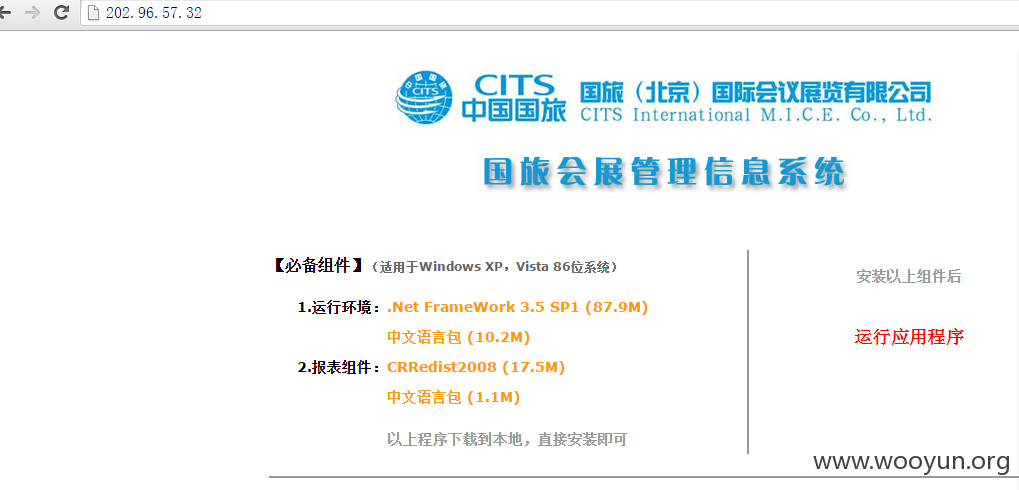 202.96.57.32
CITS
CITS
中国国旅
国旅（北京）国际会议展览有限公司
CITS International M.I.C.E. Co., Ltd.
国旅会展管理信息系统
【必备组件】（适用于Windows XP，Vista 86位系统）
1.运行环境：.Net FrameWork 3.5 SP1 (87.9M)
中文语言包 (10.2M)
2.报表组件：CRRedist2008 (17.5M)
中文语言包 (1.1M)
以上程序下载到本地，直接安装即可
安装以上组件后
运行应用程序
www.wooyun.org